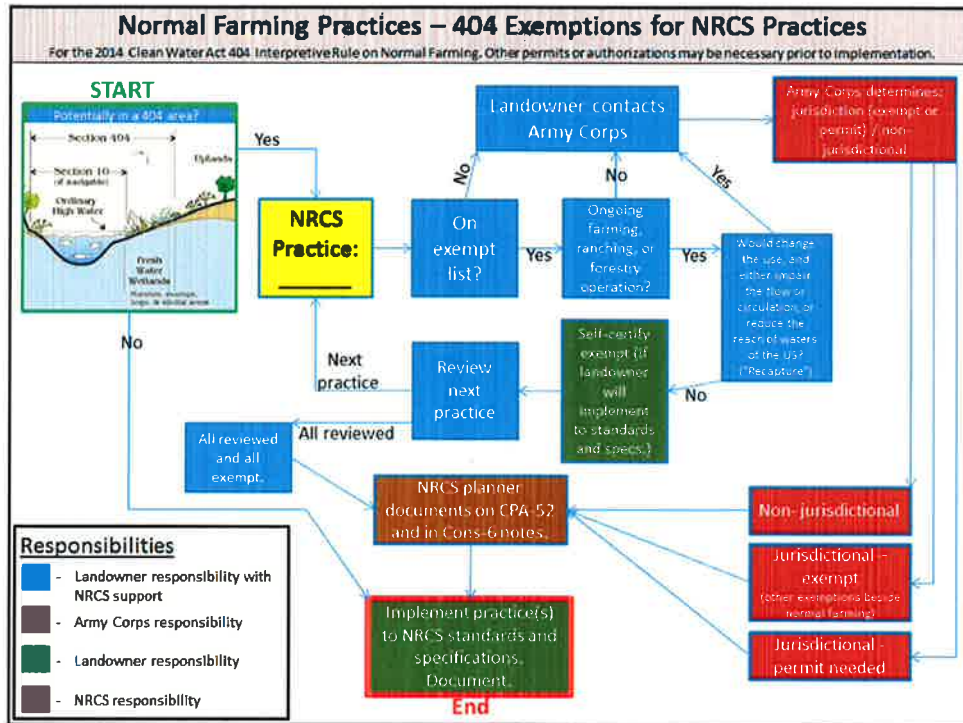 Normal Farming Practices – 404 Exemptions for NRCS Practices
For the 2014 Clean Water Act 404 Interpretive Rule on Normal Farming. Other permits or authorizations may be necessary prior to implementation.
START
Potentially in a 404 area?
Section 404
Uplands
Section 10
(if navigable)
Ordinary
High Water
Fresh
Water
Wetlands
Yes
No
NRCS
Practice:
On
exempt
list?
No
Yes
Landowner contacts
Army Corps
Army Corps determines:
jurisdiction (exempt or
permit) / non-
jurisdictional
Ongoing
farming,
ranching, or
forestry
operation?
No
Yes
Would change
the use, and
either impair
the flow or
circulation, or
reduce the
reach of waters
of the US?
("Recapture")
Yes
No
Self-certify
exempt (if
landowner
will
implement
to standards
and specs.)
Review
next
practice
Next
practice
All reviewed
All reviewed
and all
exempt.
NRCS planner
documents on CPA-52
and in Cons-6 notes.
Non-jurisdictional
Jurisdictional –
exempt
(other exemptions beside
normal farming)
Jurisdictional -
permit needed
Implement practice(s)
to NRCS standards and
specifications.
Document.
End
Responsibilities
- Landowner responsibility with
NRCS support
- Army Corps responsibility
- Landowner responsibility
- NRCS responsibility